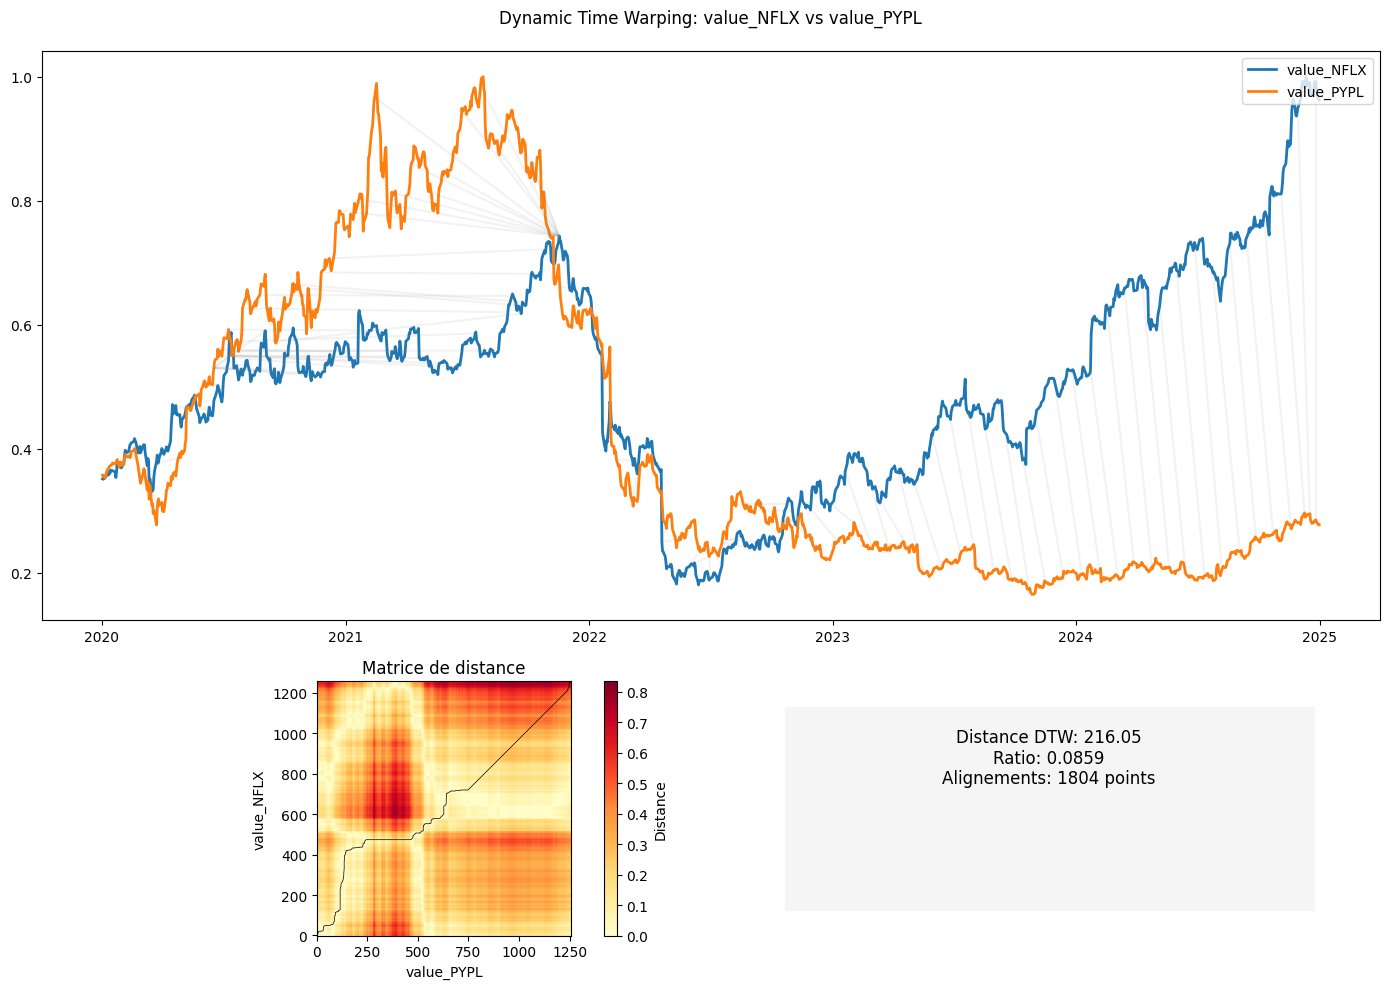 Dynamic Time Warping: value_NFLX vs value_PYPL
value_NFLX
value_PYPL
1.0
0.8
0.6
0.4
0.2
2020 2021 2022 2023 2024 2025
Matrice de distance
value_NFLX
1200
1000
800
600
400
200
0
0 250 500 750 1000 1250
value_PYPL
0.8
0.7
0.6
0.5
0.4
0.3
0.2
0.1
0.0
Distance
Distance DTW: 216.05
Ratio: 0.0859
Alignements: 1804 points